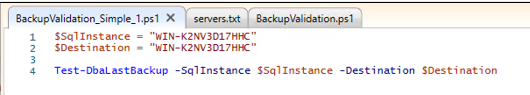 BackupValidation_Simple_1.ps1 X servers.txt BackupValidation.ps1
1 $SqlInstance = "WIN-K2NV3D17HHC"
2 $Destination = "WIN-K2NV3D17HHC"
3
4 Test-DbaLastBackup -SqlInstance $SqlInstance -Destination $Destination